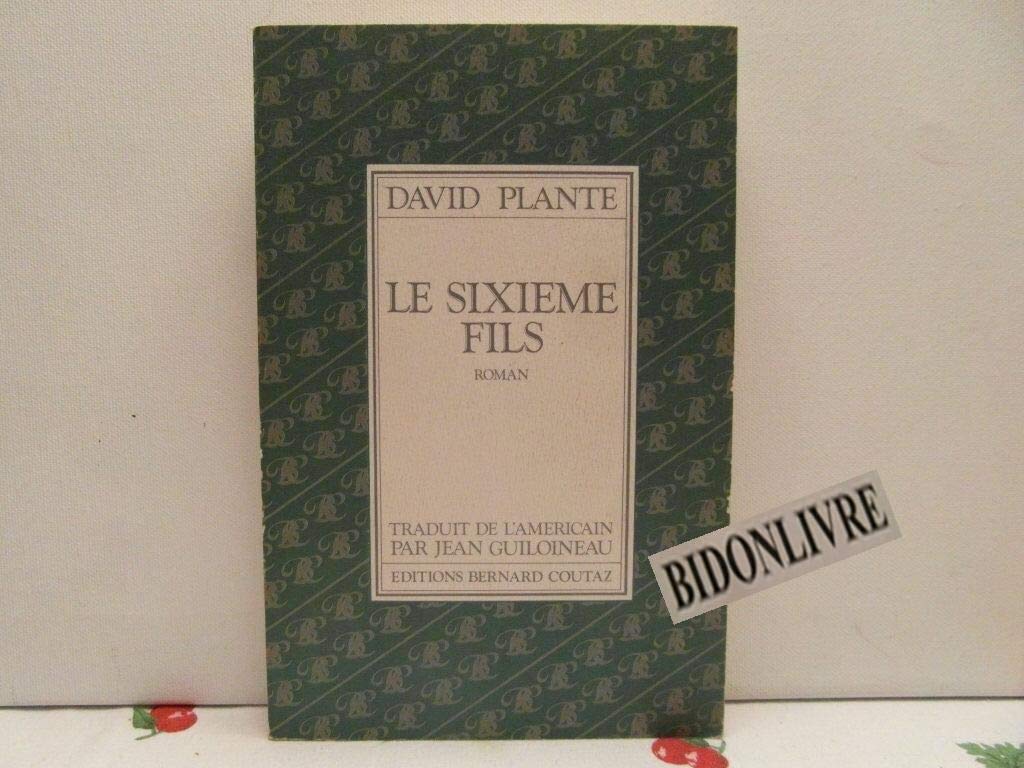 DAVID PLANTE
LE SIXIEME
FILS
ROMAN
TRADUIT DE L'AMERICAIN
PAR JEAN GUILOINEAU
EDITIONS BERNARD COUTAZ
BIDONLIVRE